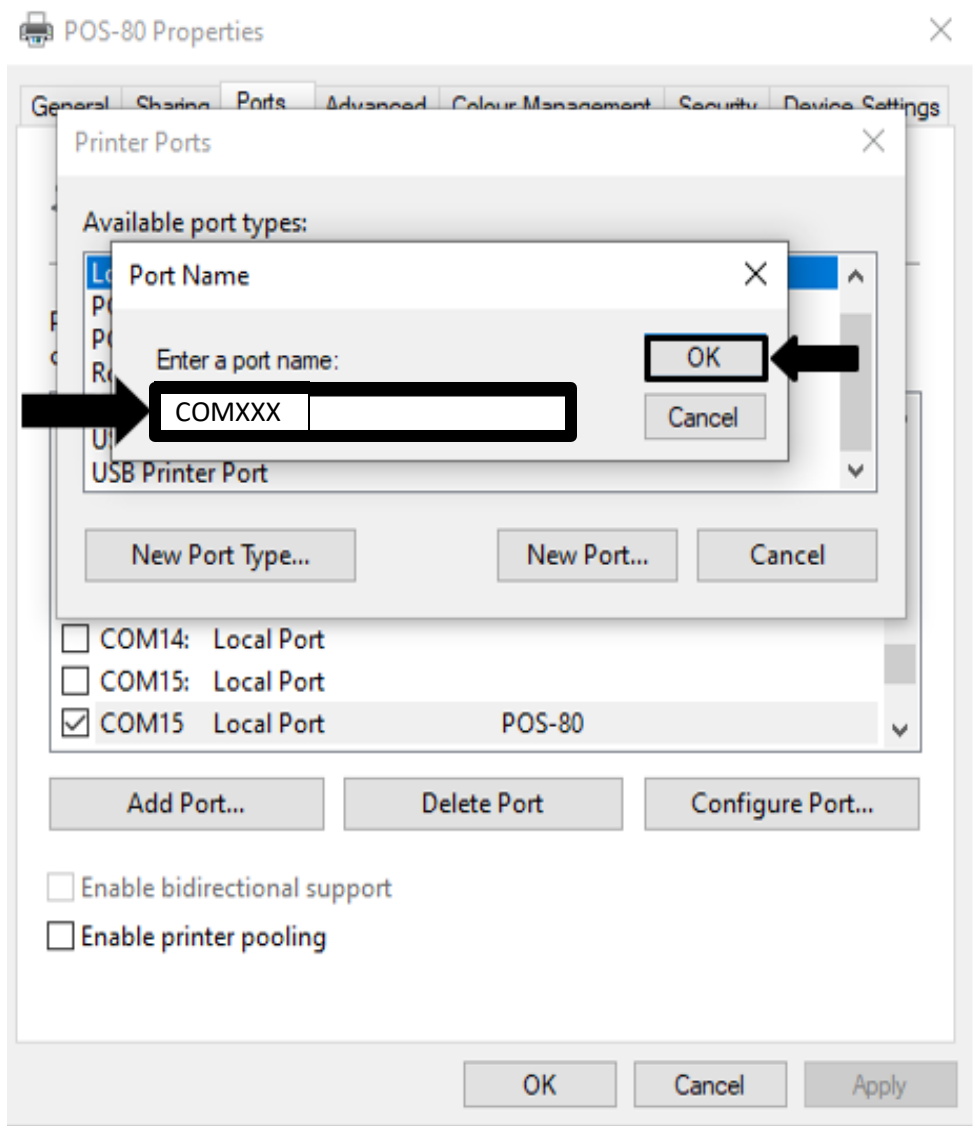 POS-80 Properties
General Sharing Ports Advanced Colour Management Security Device Settings
Printer Ports
Available port types:
Port Name
Enter a port name:
OK
COMXXX
Cancel
USB Printer Port
New Port Type... New Port... Cancel
COM14: Local Port
COM15: Local Port
COM15 Local Port POS-80
Add Port... Delete Port Configure Port...
Enable bidirectional support
Enable printer pooling
OK Cancel Apply